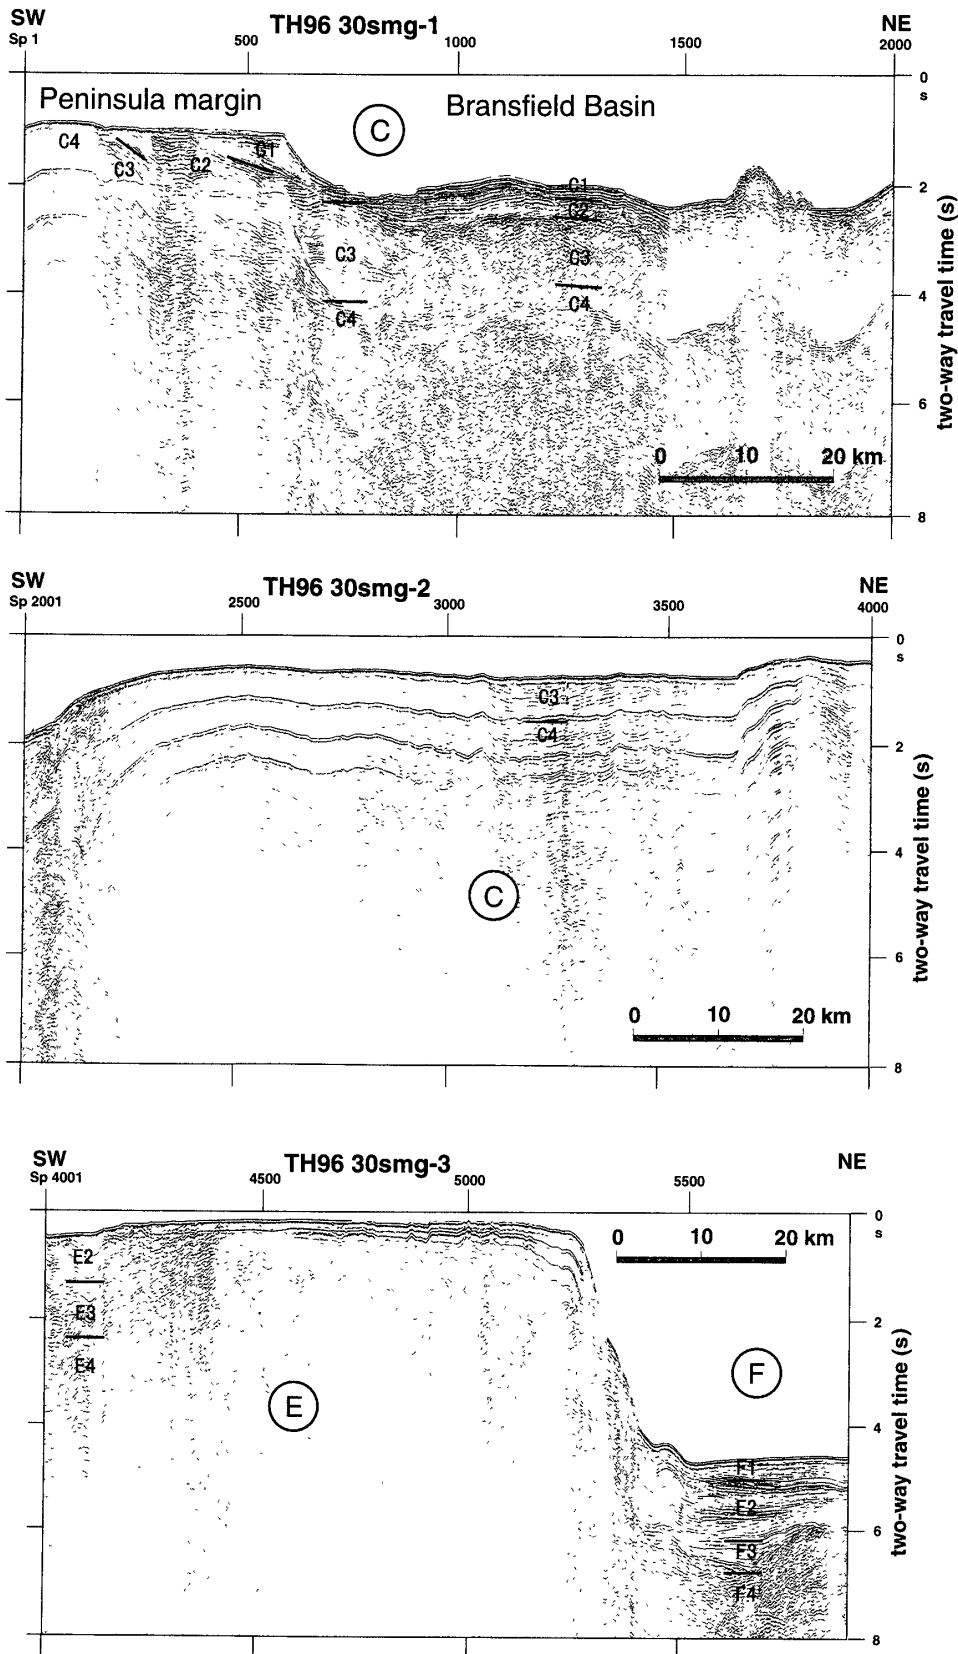 SW TH96 30smg-1 NE
Sp 1 500 1000 1500 2000
0
s
Peninsula margin Bransfield Basin
C
C4 C3 C2 C1
C1
2
C2
C3 C3
4
C4 C4
6
two-way travel time (s)
0 10 20 km
8
SW TH96 30smg-2 NE
Sp 2001 2500 3000 3500 4000
0
s
C3
C4
2
4
C
6
two-way travel time (s)
0 10 20 km
8
SW TH96 30smg-3 NE
Sp 4001 4500 5000 5500
0
s
0 10 20 km
E2
E3
2
E4
F
E
4
two-way travel time (s)
F1
F2
6
F3
F4
8